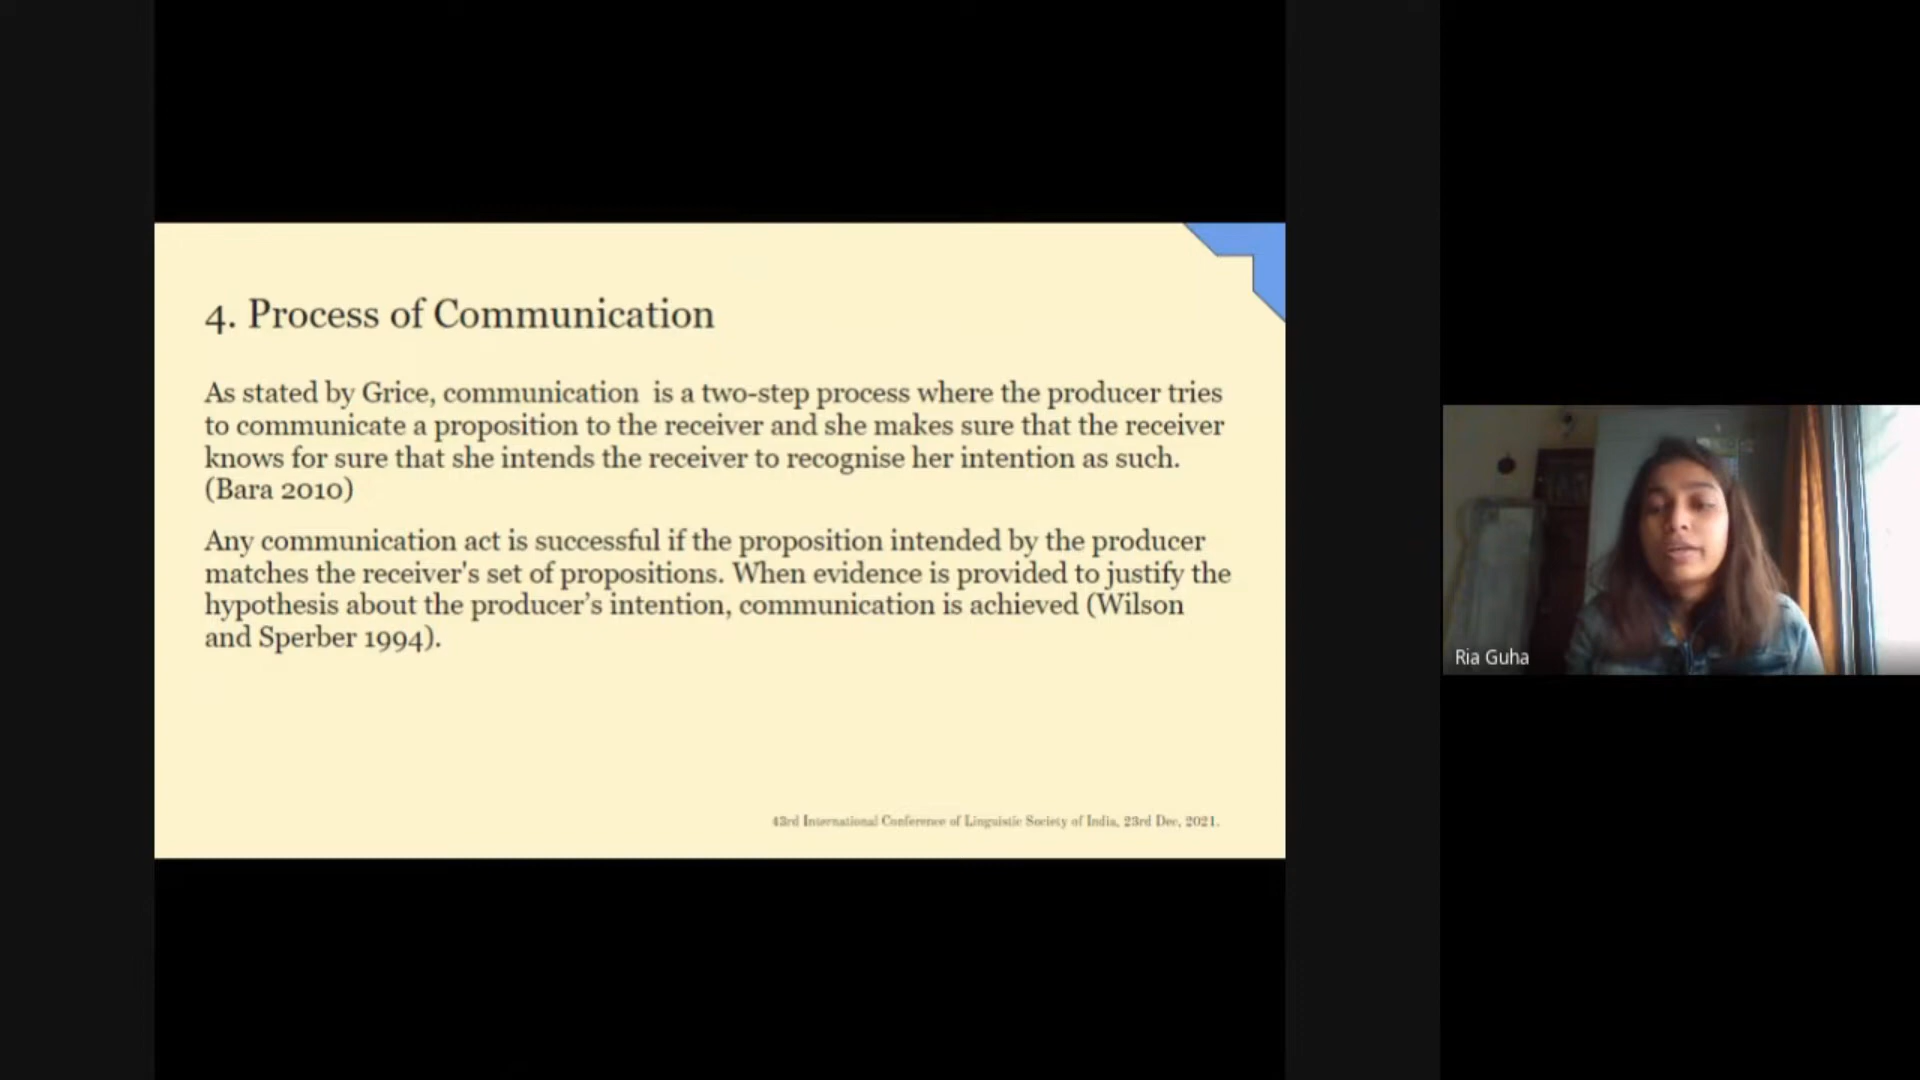 4. Process of Communication
As stated by Grice, communication  is a two-step process where the producer tries
to communicate a proposition to the receiver and she makes sure that the receiver
knows for sure that she intends the receiver to recognise her intention as such.
(Bara 2010)
Any communication act is successful if the proposition intended by the producer
matches the receiver's set of propositions. When evidence is provided to justify the
hypothesis about the producer’s intention, communication is achieved (Wilson
and Sperber 1994).
43rd International Conference of Linguistic Society of India, 23rd Dec, 2021.
Ria Guha